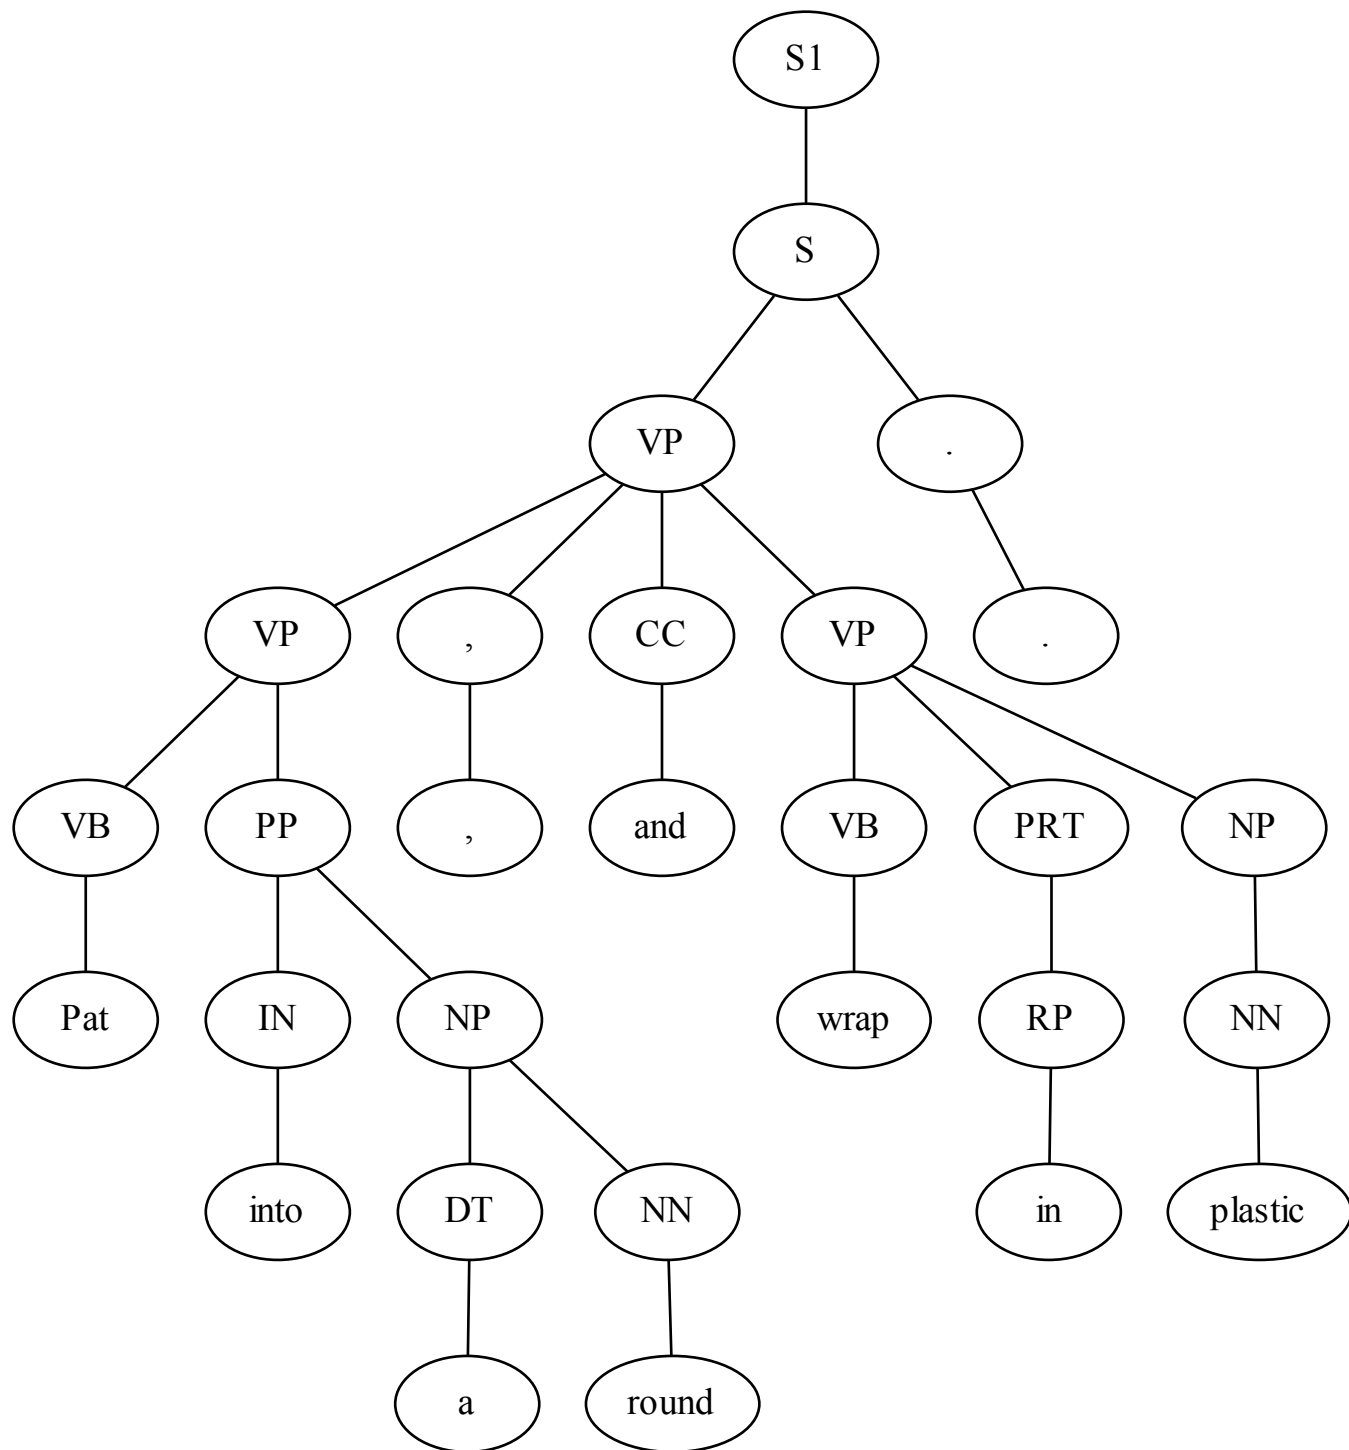 S1
S
VP .
VP , CC VP .
VB PP , and VB PRT NP
Pat IN NP wrap RP NN
into DT NN in plastic
a round